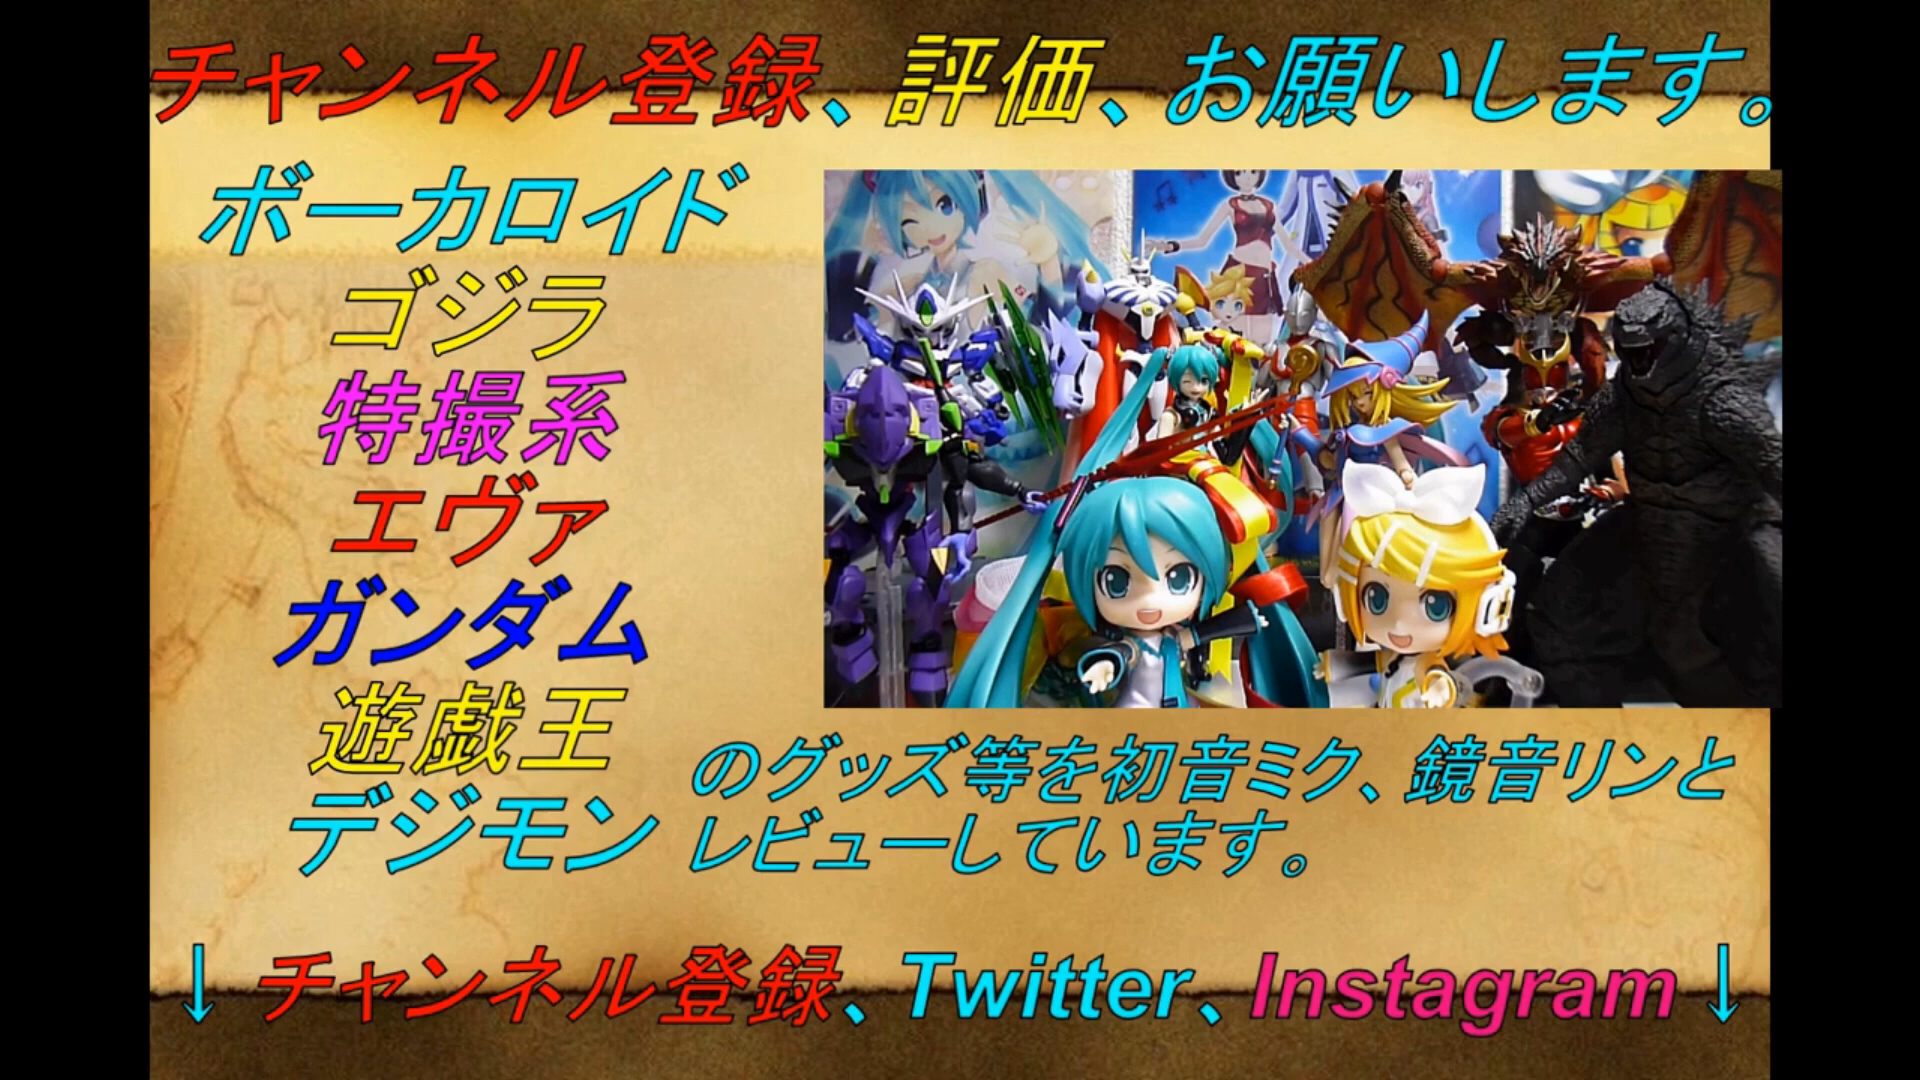 チャンネル登録、評価、お願いします。
ボーカロイド
ゴジラ
特撮系
エヴァ
ガンダム
遊戯王
デジモン
のグッズ等を初音ミク、鏡音リンと
レビューしています。
↓チャンネル登録、Twitter、Instagram↓